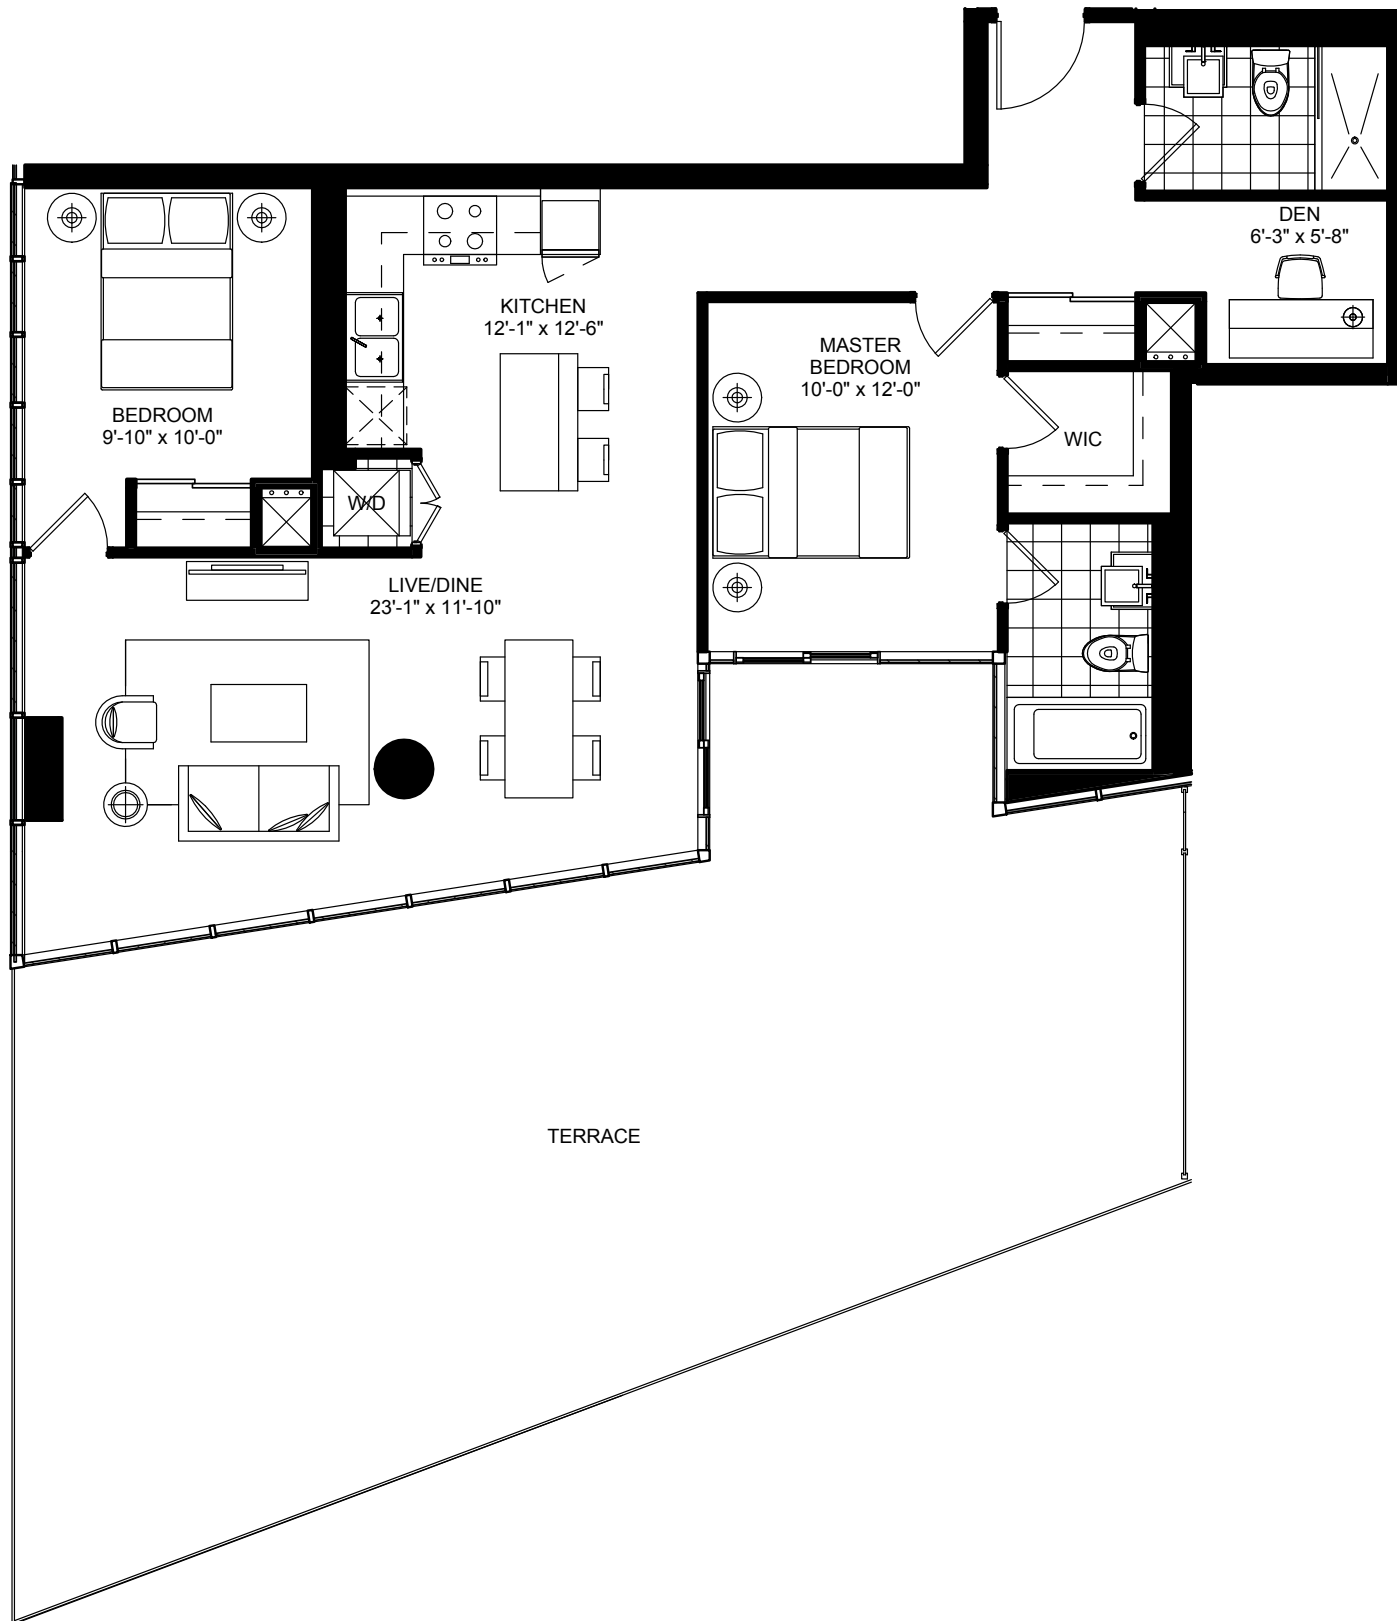 DEN
6'-3" x 5'-8"
KITCHEN
12'-1" x 12'-6"
MASTER
BEDROOM
10'-0" x 12'-0"
BEDROOM
9'-10" x 10'-0"
WIC
W/D
LIVE/DINE
23'-1" x 11'-10"
TERRACE